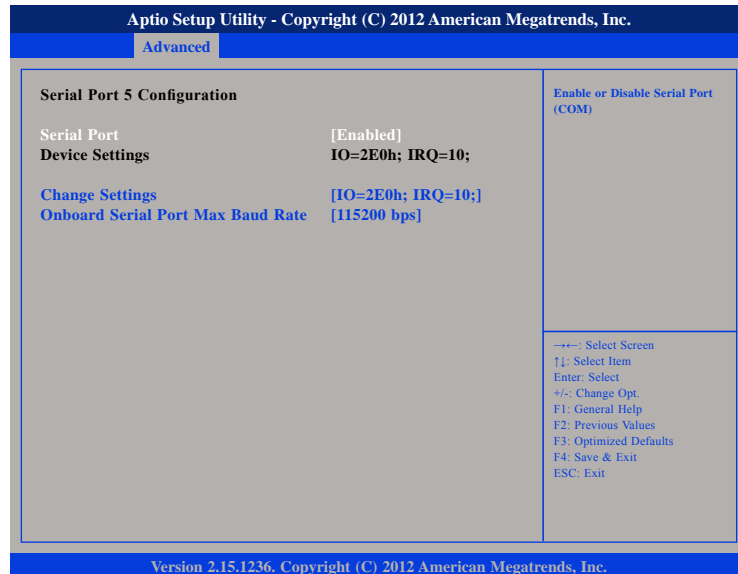 Aptio Setup Utility - Copyright (C) 2012 American Megatrends, Inc.
Advanced
Serial Port 5 Configuration
Serial Port [Enabled]
Device Settings IO=2E0h; IRQ=10;
Change Settings [IO=2E0h; IRQ=10;]
Onboard Serial Port Max Baud Rate [115200 bps]
Enable or Disable Serial Port
(COM)
→←: Select Screen
↑↓: Select Item
Enter: Select
+/-: Change Opt.
F1: General Help
F2: Previous Values
F3: Optimized Defaults
F4: Save & Exit
ESC: Exit
Version 2.15.1236. Copyright (C) 2012 American Megatrends, Inc.